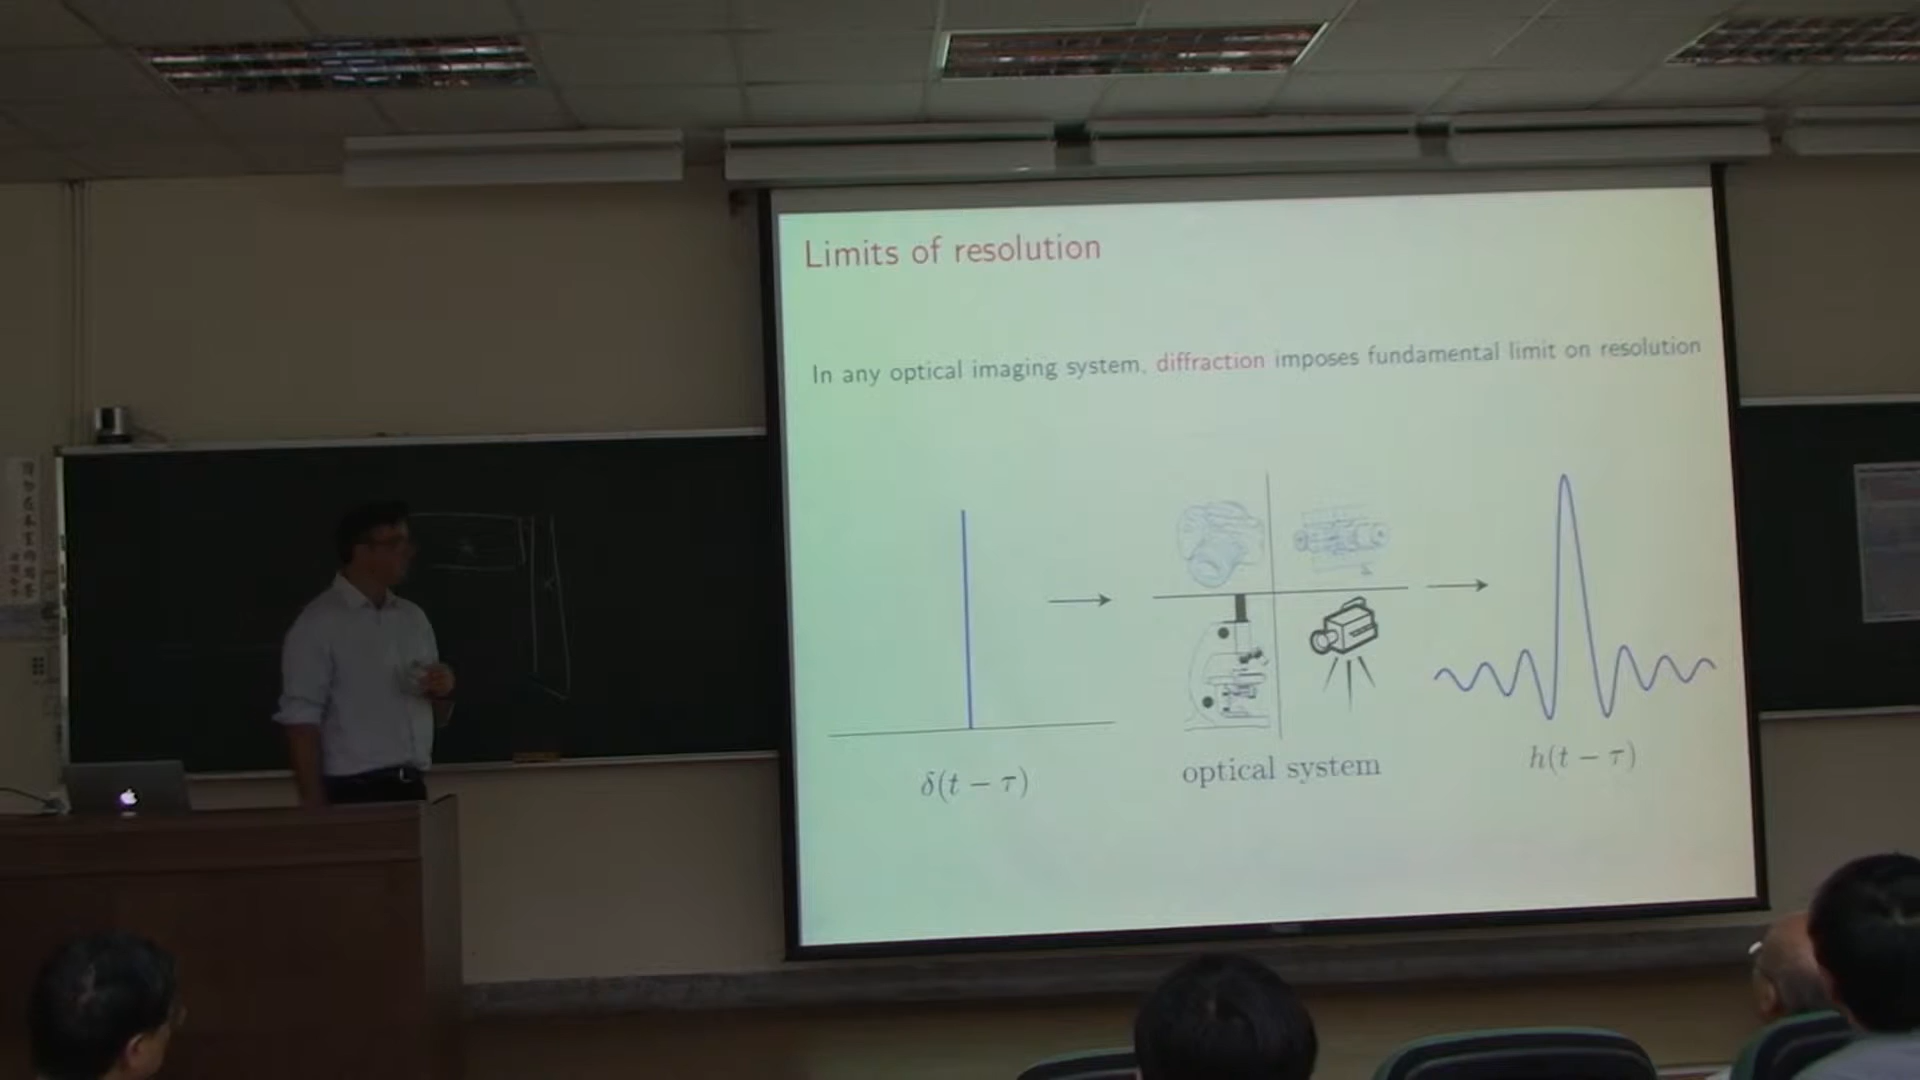 Limits of resolution
In any optical imaging system, diffraction imposes fundamental limit on resolution
δ(t − τ)
optical system
h(t − τ)